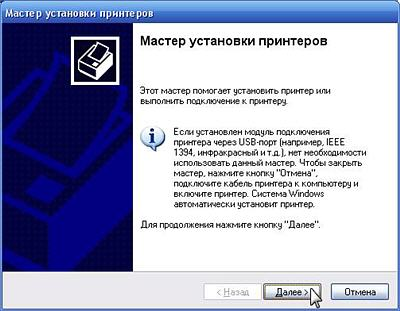 Мастер установки принтеров
Мастер установки принтеров
Этот мастер помогает установить принтер или
выполнить подключение к принтеру.
Если установлен модуль подключения
принтера через USB-порт (например, IEEE
1394, инфракрасный и т.д.), нет необходимости
использовать данный мастер. Чтобы закрыть
мастер, нажмите кнопку "Отмена",
подключите кабель принтера к компьютеру и
включите принтер. Система Windows
автоматически установит принтер.
Для продолжения нажмите кнопку "Далее".
< Назад Далее > Отмена